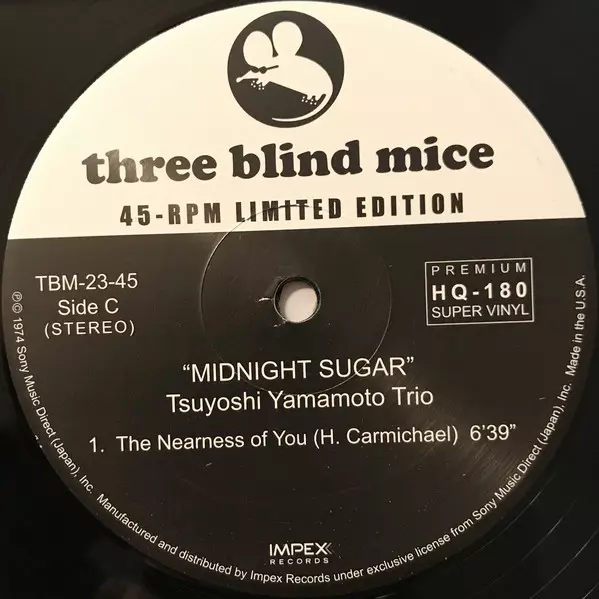 three blind mice
45-RPM LIMITED EDITION
TBM-23-45
Side C
(STEREO)
PREMIUM
HQ-180
SUPER VINYL
“MIDNIGHT SUGAR”
Tsuyoshi Yamamoto Trio
1. The Nearness of You (H. Carmichael) 6’39”
IMPEX
RECORDS
℗ © 1974 Sony Music Direct (Japan), Inc. Manufactured and distributed by Impex Records under exclusive license from Sony Music Direct (Japan), Inc. Made in the U.S.A.